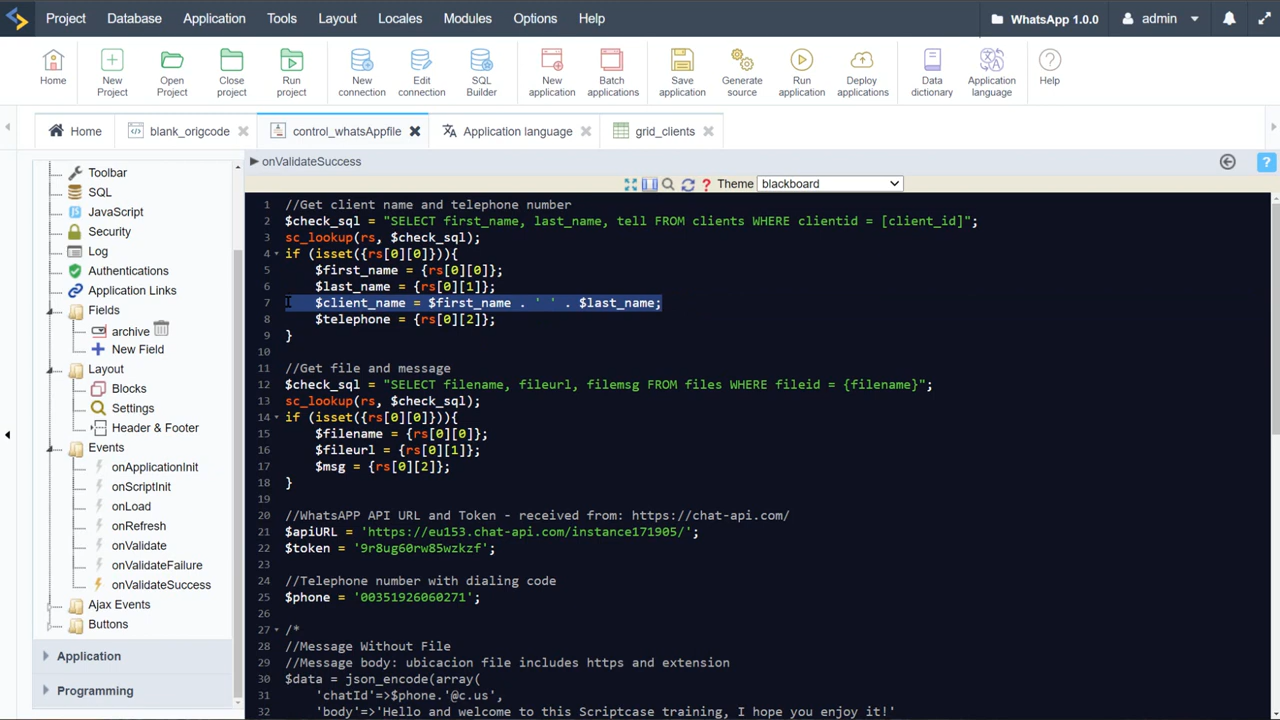 Project Database Application Tools Layout Locales Modules Options Help WhatsApp 1.0.0 admin
Home New Project Open Project Close project Run project New connection Edit connection SQL Builder New application Batch applications Save application Generate source Run application Deploy applications Data dictionary Application language Help
Home blank_origcode control_whatsAppfile Application language grid_clients
Toolbar
SQL
JavaScript
Security
Log
Authentications
Application Links
Fields
archive
New Field
Layout
Blocks
Settings
Header & Footer
Events
onApplicationInit
onScriptInit
onLoad
onRefresh
onValidate
onValidateFailure
onValidateSuccess
Ajax Events
Buttons
Application
Programming
onValidateSuccess
? Theme blackboard ?
1 //Get client name and telephone number
2 $check_sql = "SELECT first_name, last_name, tell FROM clients WHERE clientid = [client_id]";
3 sc_lookup(rs, $check_sql);
4 if (isset({rs[0][0]})){
5 $first_name = {rs[0][0]};
6 $last_name = {rs[0][1]};
7 $client_name = $first_name . ' ' . $last_name;
8 $telephone = {rs[0][2]};
9 }
10
11 //Get file and message
12 $check_sql = "SELECT filename, fileurl, filemsg FROM files WHERE fileid = {filename}";
13 sc_lookup(rs, $check_sql);
14 if (isset({rs[0][0]})){
15 $filename = {rs[0][0]};
16 $fileurl = {rs[0][1]};
17 $msg = {rs[0][2]};
18 }
19
20 //WhatsAPP API URL and Token - received from: https://chat-api.com/
21 $apiURL = 'https://eu153.chat-api.com/instance171905/';
22 $token = '9r8ug60rw85wzkzf';
23
24 //Telephone number with dialing code
25 $phone = '00351926060271';
26
27 /*
28 //Message Without File
29 //Message body: ubicacion file includes https and extension
30 $data = json_encode(array(
31 'chatId'=>$phone.'@c.us',
32 'body'=>'Hello and welcome to this Scriptcase training, I hope you enjoy it!'